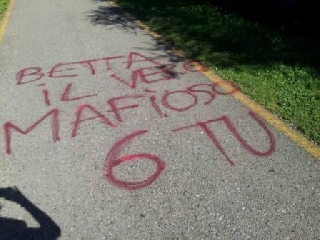 BETTA
IL VERO
MAFIOSO
6 TU